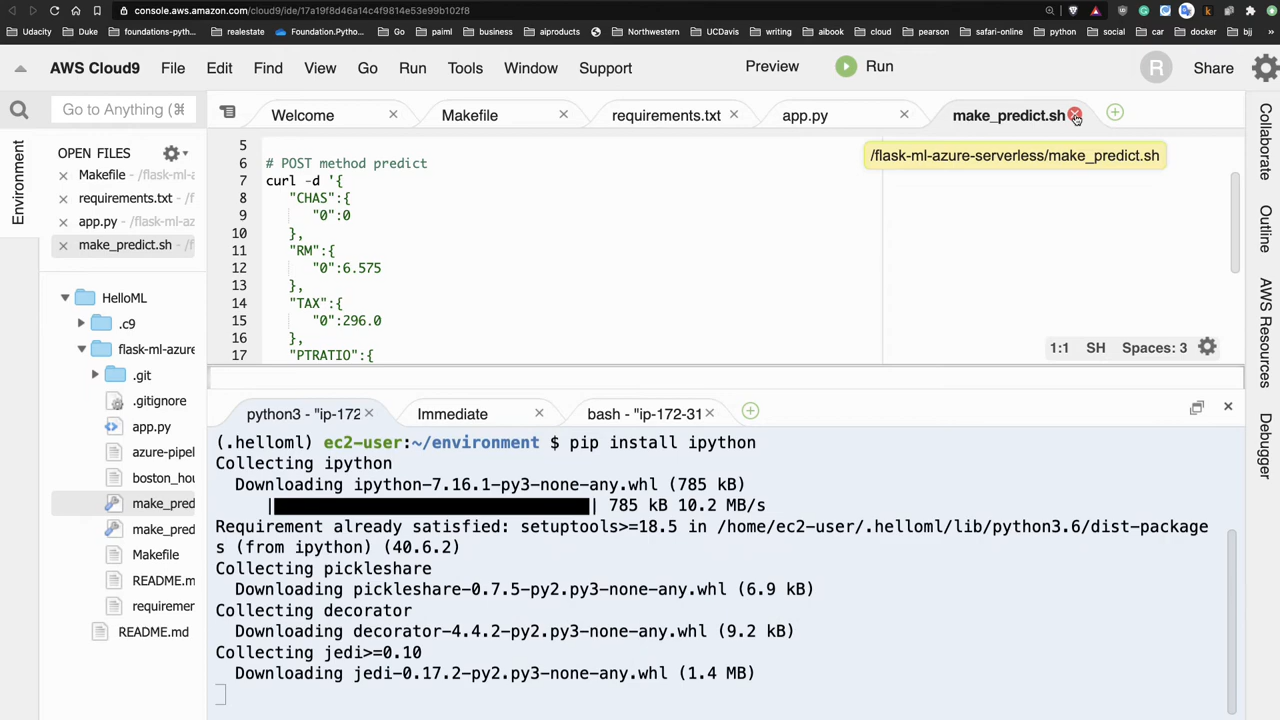 console.aws.amazon.com/cloud9/ide/17a19f8d46a14c4f9814e53e99b102f8
Udacity Duke foundations-pyth... realestate Foundation.Python... Go paiml business aiproducts Northwestern UCDavis writing aibook cloud pearson safari-online python social car docker bjj »
AWS Cloud9 File Edit Find View Go Run Tools Window Support Preview Run R Share
Go to Anything (⌘
Welcome Makefile requirements.txt app.py make_predict.sh
/flask-ml-azure-serverless/make_predict.sh
Environment
OPEN FILES
Makefile - /flask-ml-az
requirements.txt - /f
app.py - /flask-ml-az
make_predict.sh - /f
HelloML
.c9
flask-ml-azure
.git
.gitignore
app.py
azure-pipel
boston_hou
make_pred
make_pred
Makefile
README.m
requiremen
README.md
5
6 # POST method predict
7 curl -d '{
8 "CHAS":{
9 "0":0
10 },
11 "RM":{
12 "0":6.575
13 },
14 "TAX":{
15 "0":296.0
16 },
17 "PTRATIO":{
1:1 SH Spaces: 3
python3 - "ip-172 Immediate bash - "ip-172-31
(.helloml) ec2-user:~/environment $ pip install ipython
Collecting ipython
Downloading ipython-7.16.1-py3-none-any.whl (785 kB)
| 785 kB 10.2 MB/s
Requirement already satisfied: setuptools>=18.5 in /home/ec2-user/.helloml/lib/python3.6/dist-package
s (from ipython) (40.6.2)
Collecting pickleshare
Downloading pickleshare-0.7.5-py2.py3-none-any.whl (6.9 kB)
Collecting decorator
Downloading decorator-4.4.2-py2.py3-none-any.whl (9.2 kB)
Collecting jedi>=0.10
Downloading jedi-0.17.2-py2.py3-none-any.whl (1.4 MB)
Collaborate
Outline
AWS Resources
Debugger